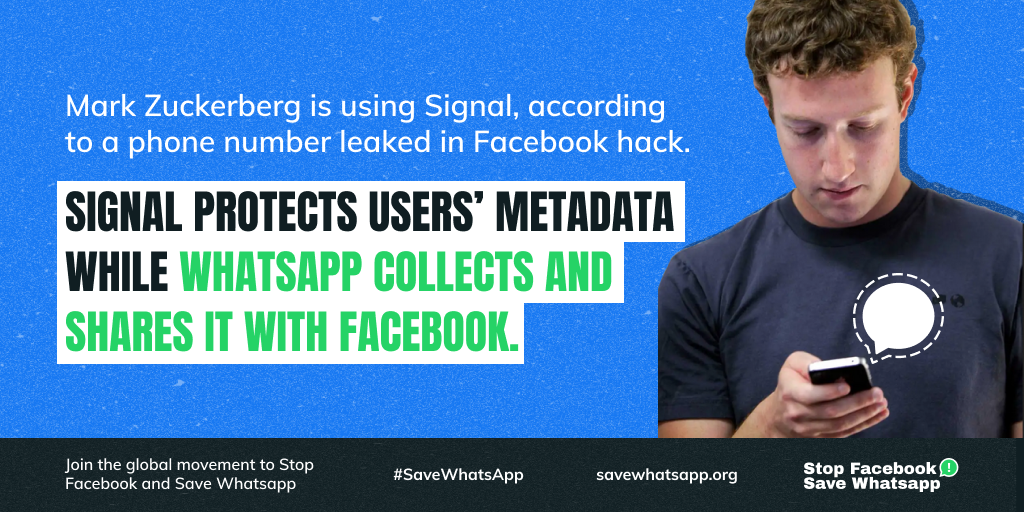 Mark Zuckerberg is using Signal, according
to a phone number leaked in Facebook hack.
SIGNAL PROTECTS USERS’ METADATA
WHILE WHATSAPP COLLECTS AND
SHARES IT WITH FACEBOOK.
Join the global movement to Stop
Facebook and Save Whatsapp
#SaveWhatsApp
savewhatsapp.org
Stop Facebook!
Save Whatsapp